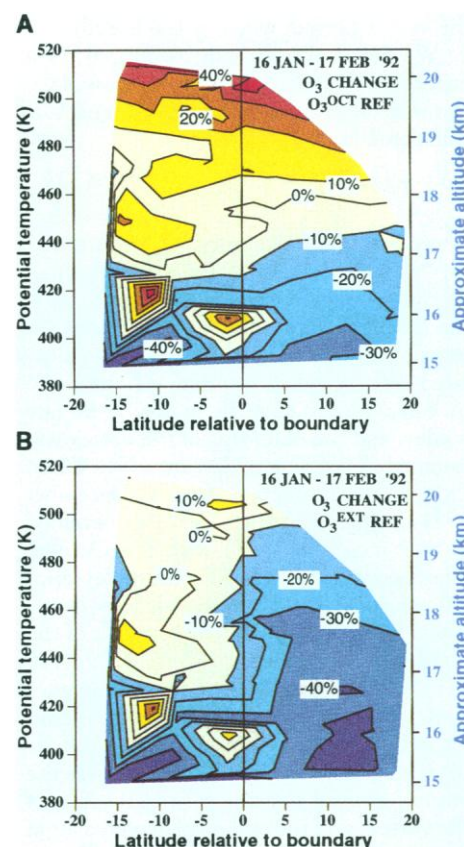 A
16 JAN - 17 FEB '92
O3 CHANGE
O3OCT REF
520
500
480
460
440
420
400
380
Potential temperature (K)
40%
20%
10%
0%
-10%
-20%
-40%
-30%
20
19
18
17
16
15
Approximate altitude (km)
-20 -15 -10 -5 0 5 10 15 20
Latitude relative to boundary
B
16 JAN - 17 FEB '92
O3 CHANGE
O3EXT REF
520
500
480
460
440
420
400
380
Potential temperature (K)
10%
0%
0%
-20%
-10%
-30%
-40%
20
19
18
17
16
15
Approximate altitude (km)
-20 -15 -10 -5 0 5 10 15 20
Latitude relative to boundary